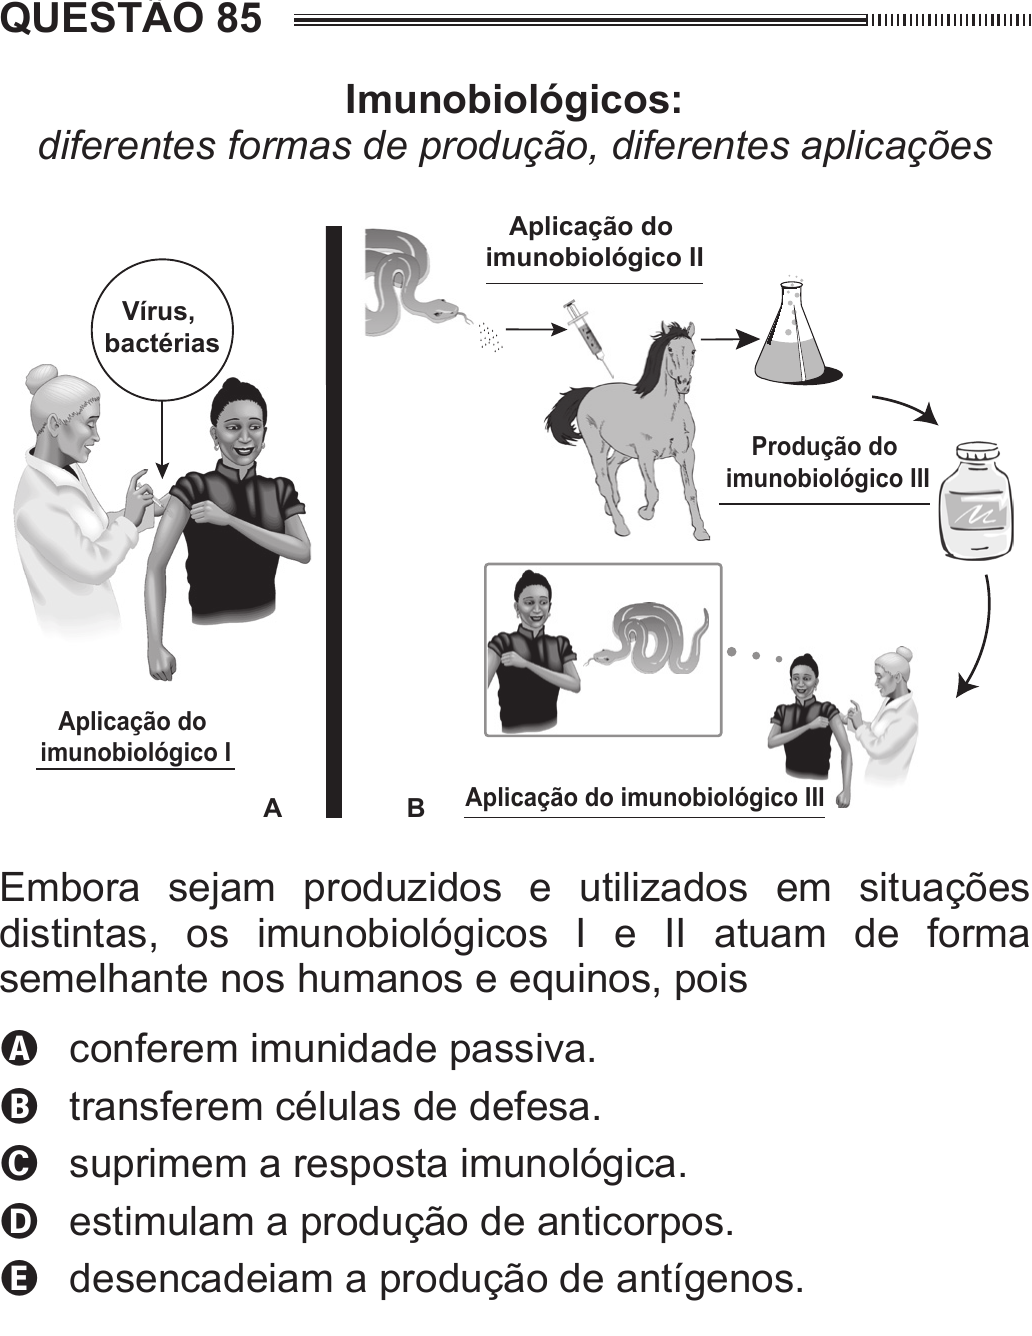 QUESTÃO 85
Imunobiológicos:
diferentes formas de produção, diferentes aplicações
Vírus,
bactérias
Aplicação do
imunobiológico I
A
Aplicação do
imunobiológico II
Produção do
imunobiológico III
Aplicação do imunobiológico III
B
Embora sejam produzidos e utilizados em situações
distintas, os imunobiológicos I e II atuam de forma
semelhante nos humanos e equinos, pois
A conferem imunidade passiva.
B transferem células de defesa.
C suprimem a resposta imunológica.
D estimulam a produção de anticorpos.
E desencadeiam a produção de antígenos.